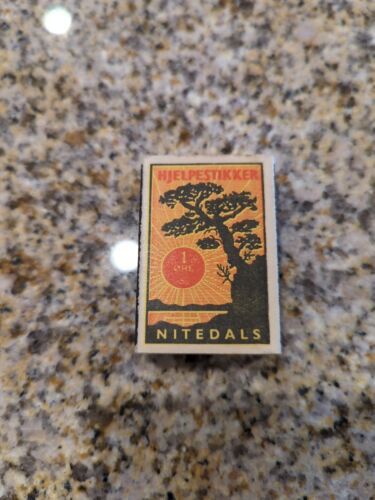 HJELPESTIKKER
1
ØRE
NITEDALS